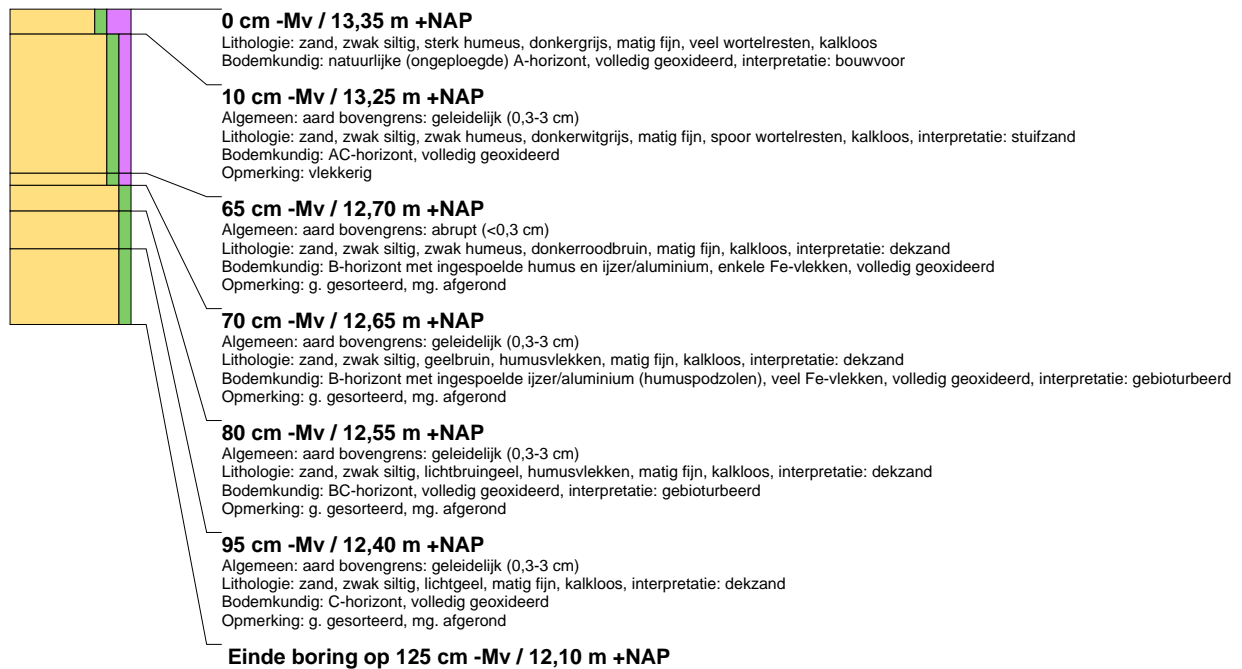 0 cm -Mv / 13,35 m +NAP
Lithologie: zand, zwak siltig, sterk humeus, donkergrijs, matig fijn, veel wortelresten, kalkloos
Bodemkundig: natuurlijke (ongeploegde) A-horizont, volledig geoxideerd, interpretatie: bouwvoor
10 cm -Mv / 13,25 m +NAP
Algemeen: aard bovengrens: geleidelijk (0,3-3 cm)
Lithologie: zand, zwak siltig, zwak humeus, donkerwitgrijs, matig fijn, spoor wortelresten, kalkloos, interpretatie: stuifzand
Bodemkundig: AC-horizont, volledig geoxideerd
Opmerking: vlekkerig
65 cm -Mv / 12,70 m +NAP
Algemeen: aard bovengrens: abrupt (<0,3 cm)
Lithologie: zand, zwak siltig, zwak humeus, donkerroodbruin, matig fijn, kalkloos, interpretatie: dekzand
Bodemkundig: B-horizont met ingespoelde humus en ijzer/aluminium, enkele Fe-vlekken, volledig geoxideerd
Opmerking: g. gesorteerd, mg. afgerond
70 cm -Mv / 12,65 m +NAP
Algemeen: aard bovengrens: geleidelijk (0,3-3 cm)
Lithologie: zand, zwak siltig, geelbruin, humusvlekken, matig fijn, kalkloos, interpretatie: dekzand
Bodemkundig: B-horizont met ingespoelde ijzer/aluminium (humuspodzolen), veel Fe-vlekken, volledig geoxideerd, interpretatie: gebioturbeerd
Opmerking: g. gesorteerd, mg. afgerond
80 cm -Mv / 12,55 m +NAP
Algemeen: aard bovengrens: geleidelijk (0,3-3 cm)
Lithologie: zand, zwak siltig, lichtbruingeel, humusvlekken, matig fijn, kalkloos, interpretatie: dekzand
Bodemkundig: BC-horizont, volledig geoxideerd, interpretatie: gebioturbeerd
Opmerking: g. gesorteerd, mg. afgerond
95 cm -Mv / 12,40 m +NAP
Algemeen: aard bovengrens: geleidelijk (0,3-3 cm)
Lithologie: zand, zwak siltig, lichtgeel, matig fijn, kalkloos, interpretatie: dekzand
Bodemkundig: C-horizont, volledig geoxideerd
Opmerking: g. gesorteerd, mg. afgerond
Einde boring op 125 cm -Mv / 12,10 m +NAP